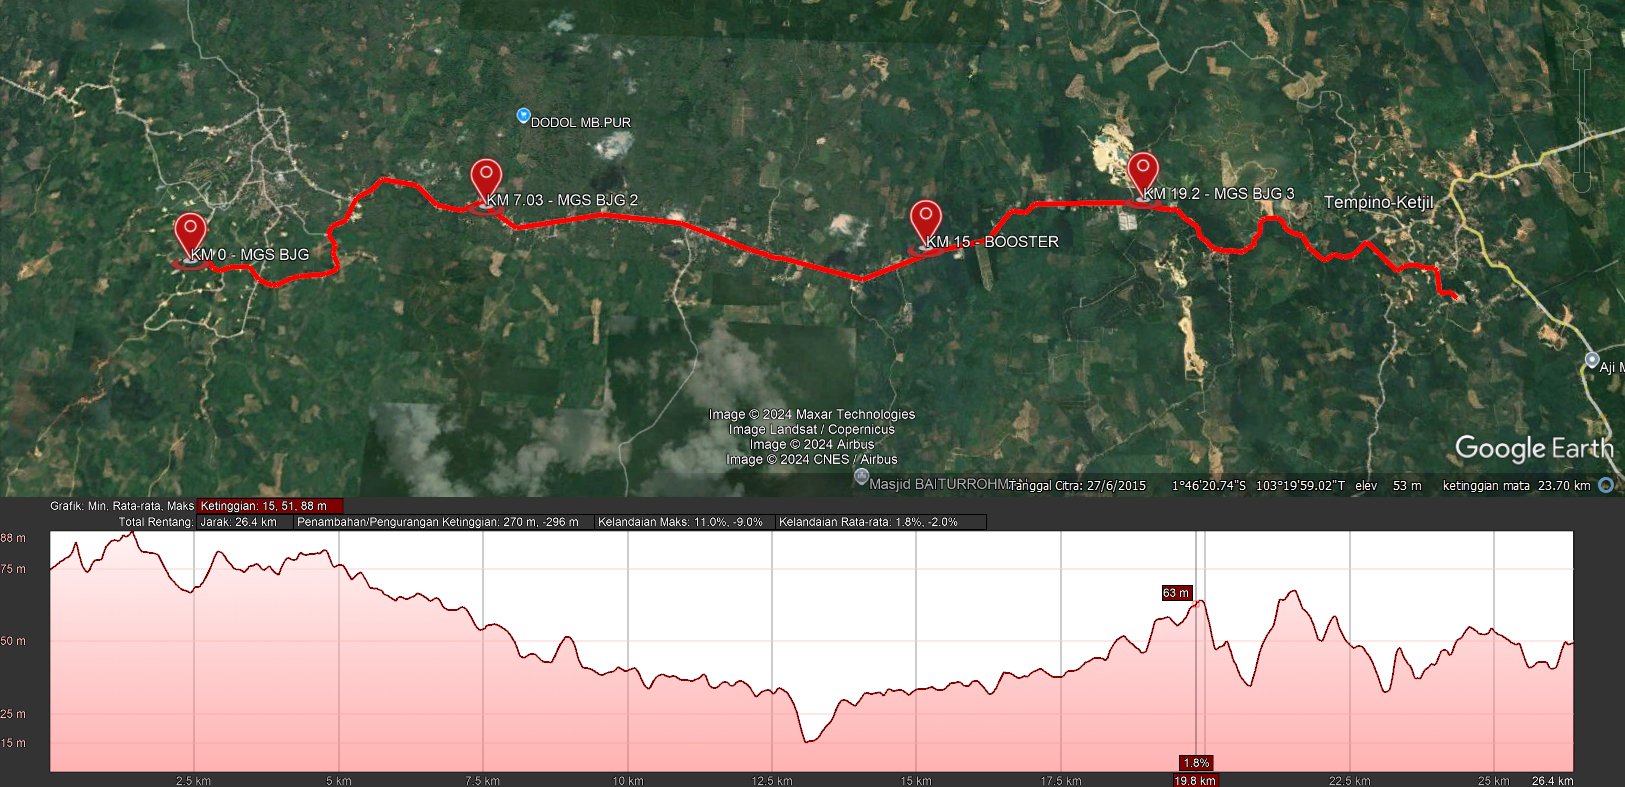 DODOL MB.PUR
KM 7.03 - MGS BJG 2
KM 19.2 - MGS BJG 3
Tempino-Ketjil
KM 0 - MGS BJG
KM 15 - BOOSTER
Aji M
Image © 2024 Maxar Technologies
Image Landsat / Copernicus
Image © 2024 Airbus
Image © 2024 CNES / Airbus
Google Earth
Masjid BAITURROHM
Tanggal Citra: 27/6/2015 1°46'20.74"S 103°19'59.02"T elev 53 m ketinggian mata 23.70 km
Grafik: Min, Rata-rata, Maks Ketinggian: 15, 51, 88 m
Total Rentang: Jarak: 26.4 km Penambahan/Pengurangan Ketinggian: 270 m, -296 m Kelandaian Maks: 11.0%, -9.0% Kelandaian Rata-rata: 1.8%, -2.0%
88 m
75 m
63 m
50 m
25 m
15 m
1.8%
2.5 km 5 km 7.5 km 10 km 12.5 km 15 km 17.5 km 19.8 km 22.5 km 25 km 26.4 km